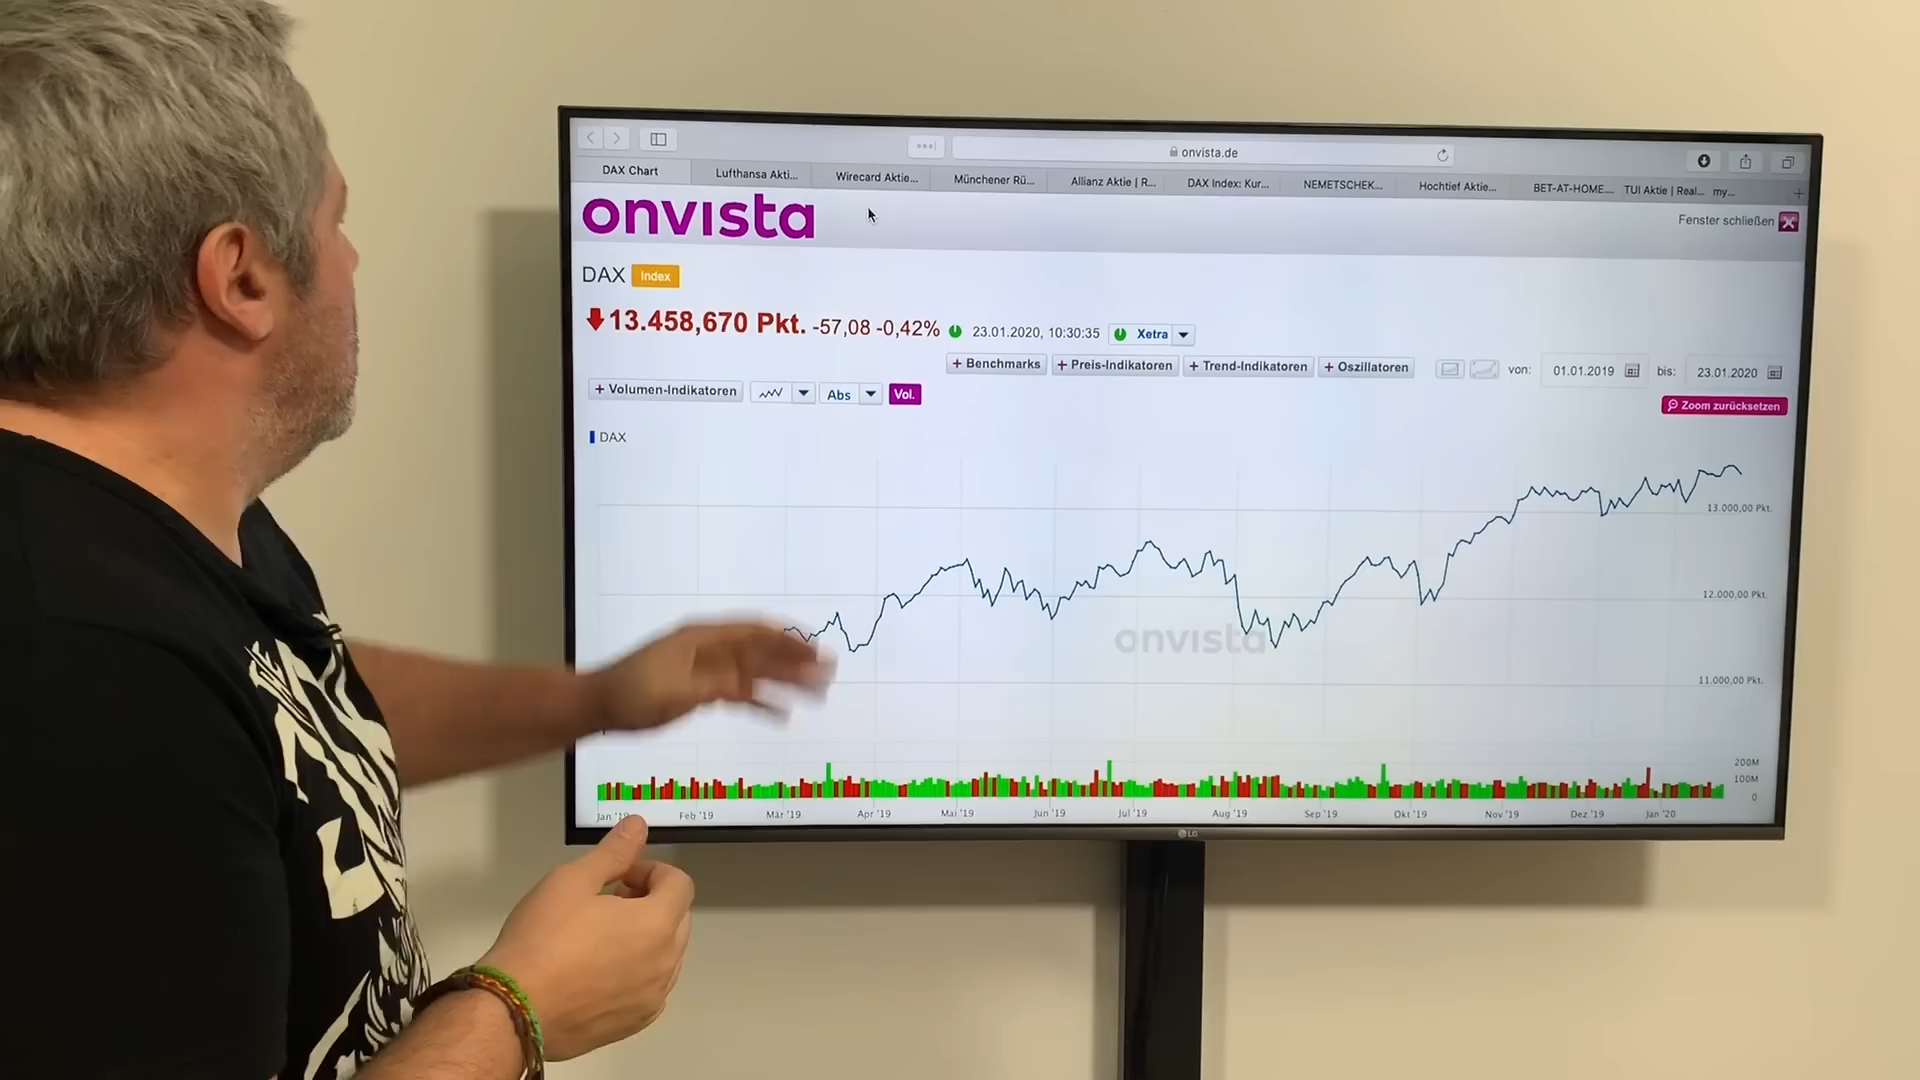 onvista.de
DAX Chart
Lufthansa Akti...
Wirecard Aktie...
Münchener Rü...
Allianz Aktie | R...
DAX Index: Kur...
NEMETSCHEK...
Hochtief Aktie...
BET-AT-HOME....
TUI Aktie | Real...
my...
onvista
Fenster schließen
DAX Index
13.458,670 Pkt. -57,08 -0,42% 23.01.2020, 10:30:35 Xetra
+ Benchmarks + Preis-Indikatoren + Trend-Indikatoren + Oszillatoren von: 01.01.2019 bis: 23.01.2020
+ Volumen-Indikatoren Abs Vol.
Zoom zurücksetzen
DAX
13.000,00 Pkt.
12.000,00 Pkt.
onvista
11.000,00 Pkt.
200M
100M
0
Jan '19 Feb '19 Mär '19 Apr '19 Mai '19 Jun '19 Jul '19 Aug '19 Sep '19 Okt '19 Nov '19 Dez '19 Jan '20
LG